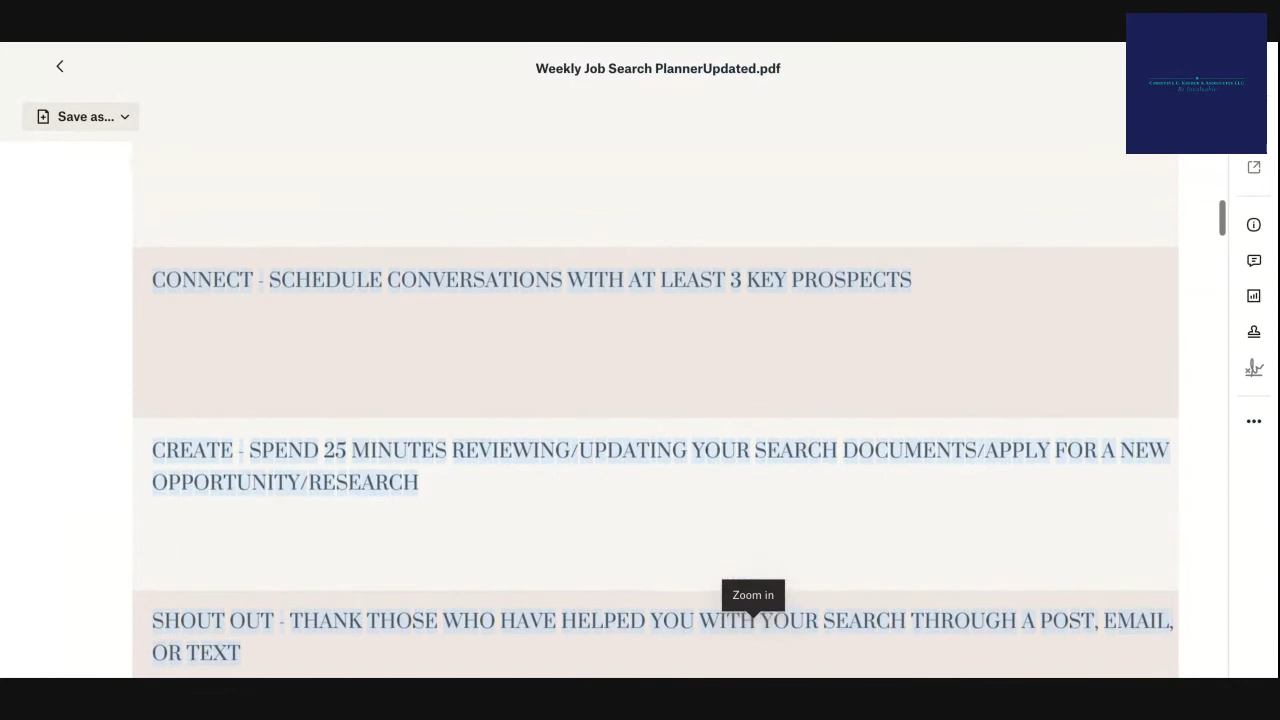 Weekly Job Search PlannerUpdated.pdf
Save as...
CONNECT - SCHEDULE CONVERSATIONS WITH AT LEAST 3 KEY PROSPECTS
CREATE - SPEND 25 MINUTES REVIEWING/UPDATING YOUR SEARCH DOCUMENTS/APPLY FOR A NEW
OPPORTUNITY/RESEARCH
Zoom in
SHOUT OUT - THANK THOSE WHO HAVE HELPED YOU WITH YOUR SEARCH THROUGH A POST, EMAIL,
OR TEXT